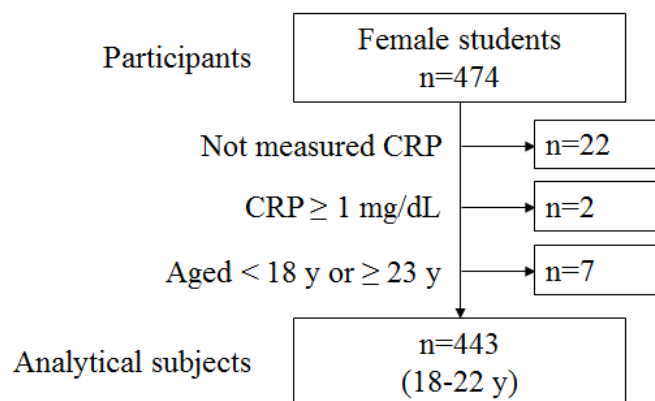 Participants
Female students
n=474
Not measured CRP
n=22
CRP ≥ 1 mg/dL
n=2
Aged < 18 y or ≥ 23 y
n=7
Analytical subjects
n=443
(18-22 y)